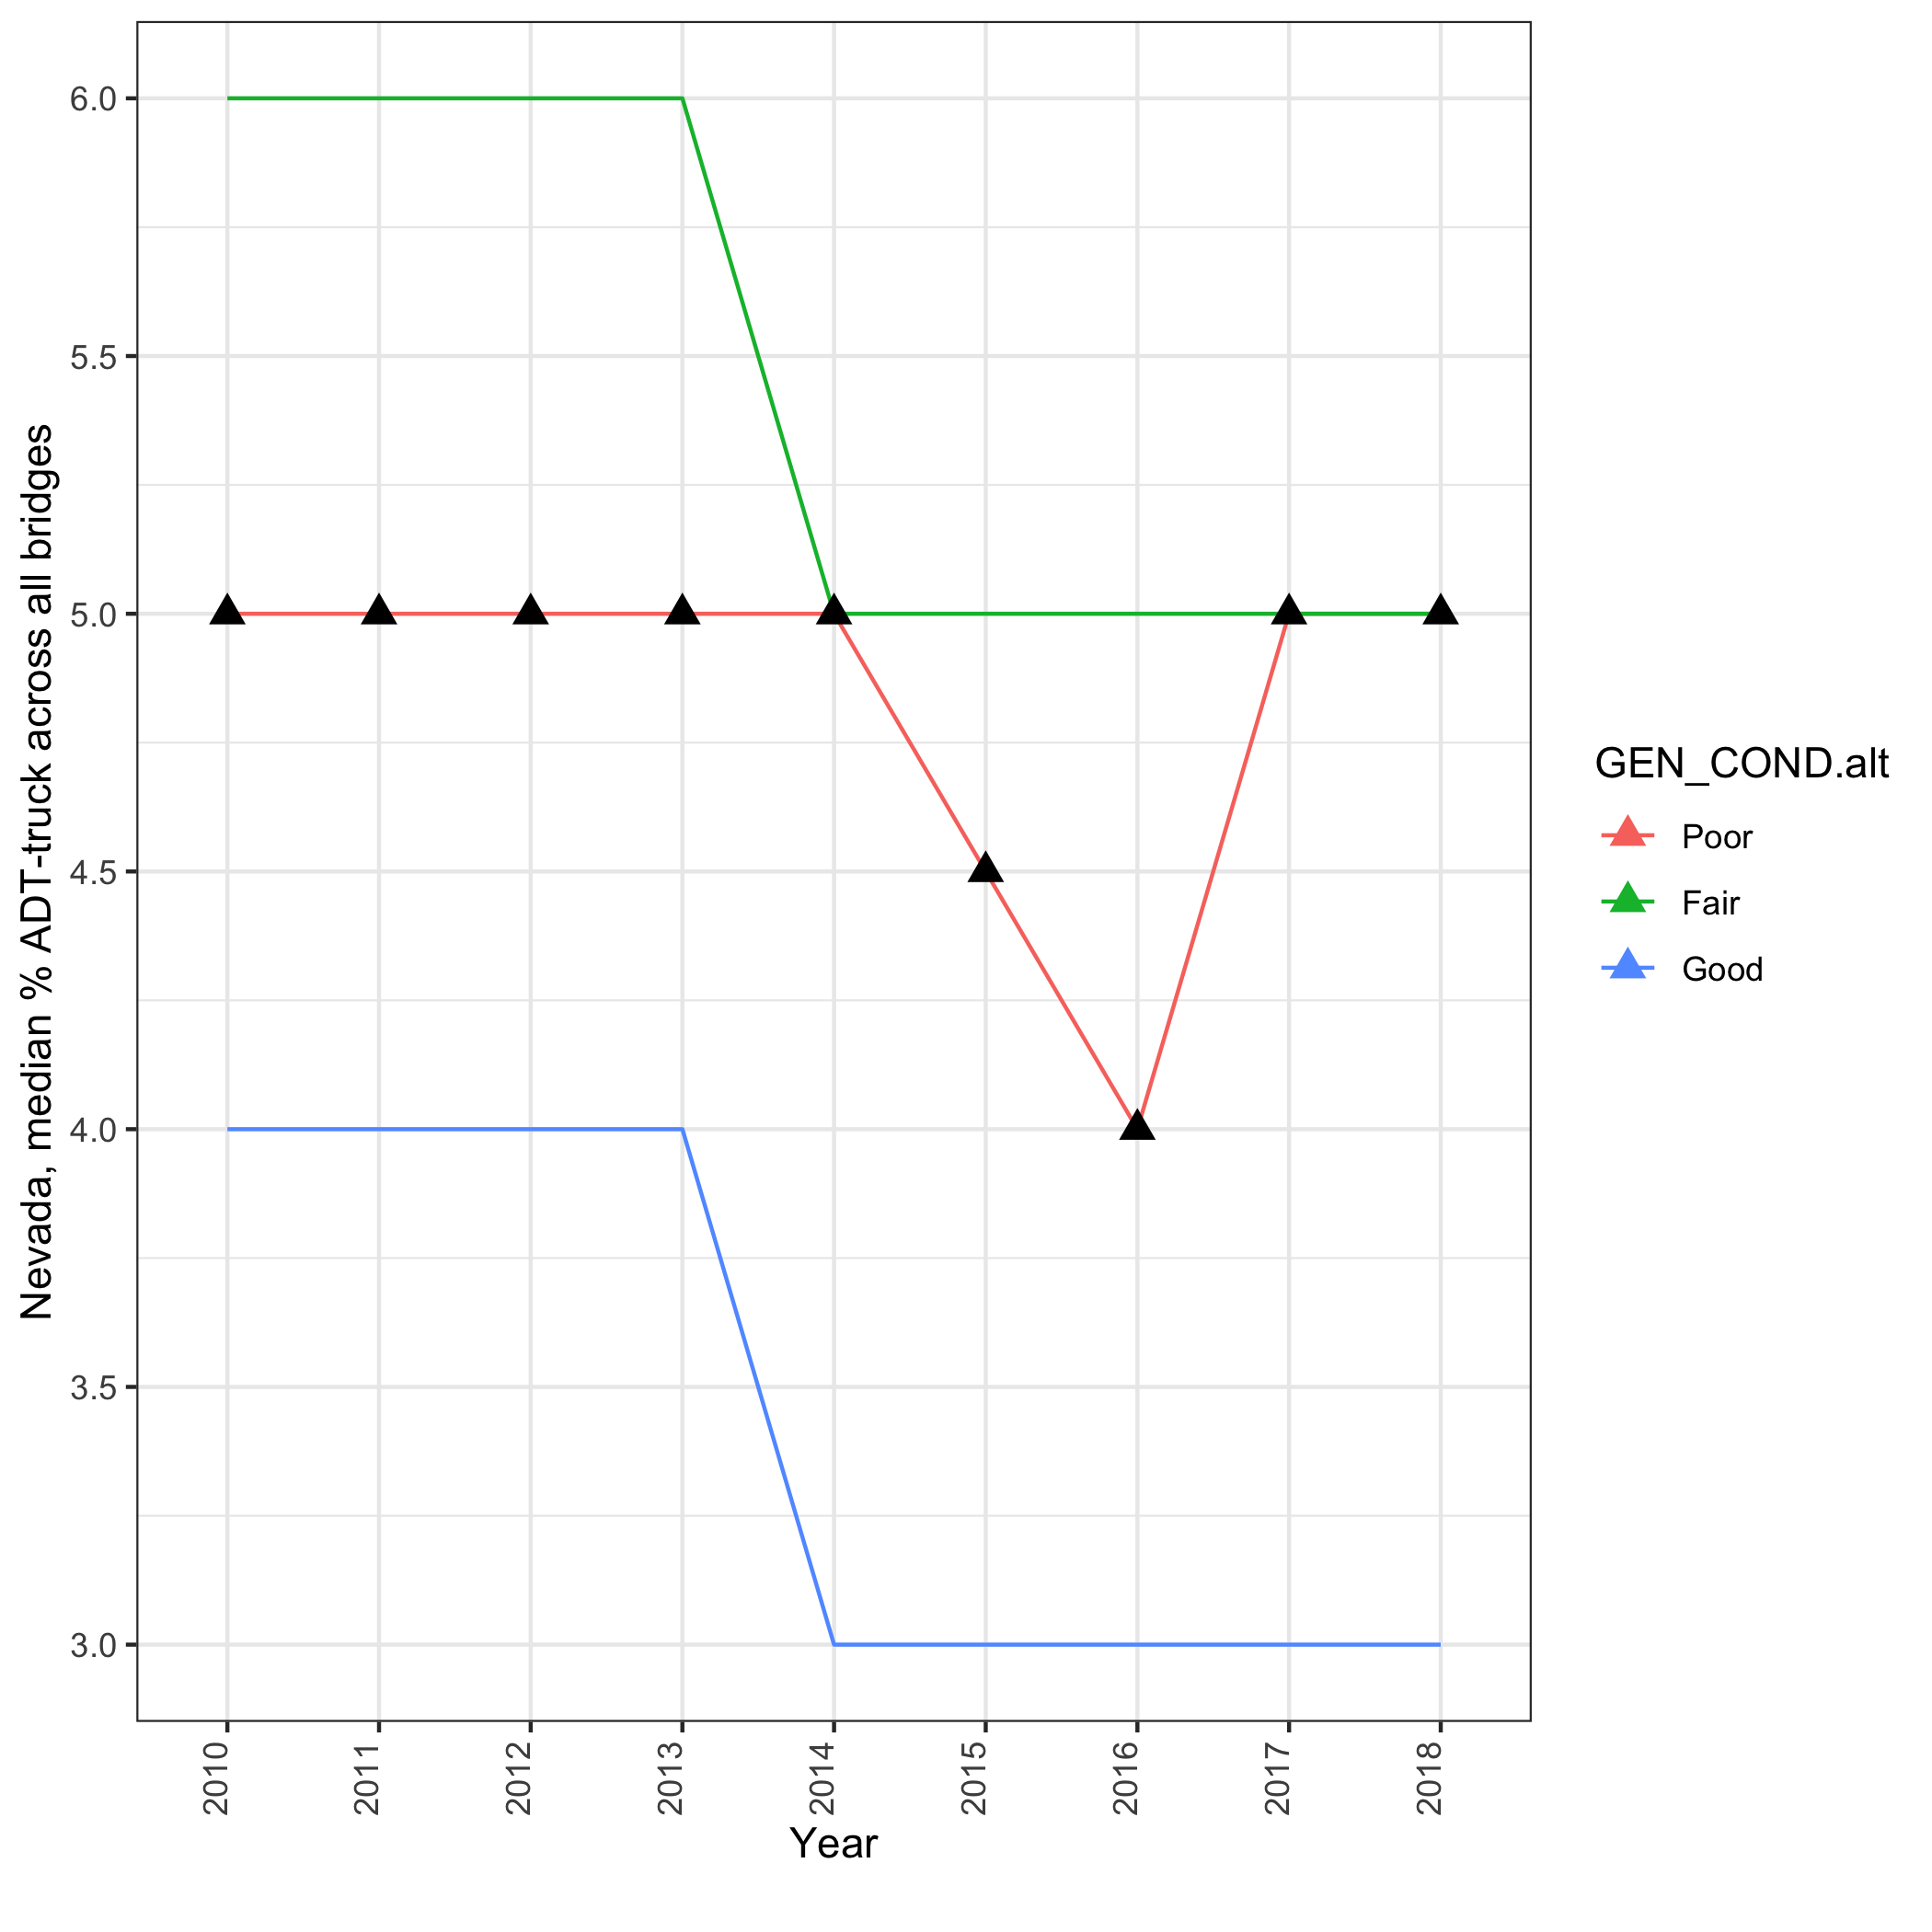 Nevada, median % ADT-truck across all bridges
6.0
5.5
5.0
4.5
4.0
3.5
3.0
2010
2011
2012
2013
2014
2015
2016
2017
2018
Year
GEN_COND.alt
Poor
Fair
Good